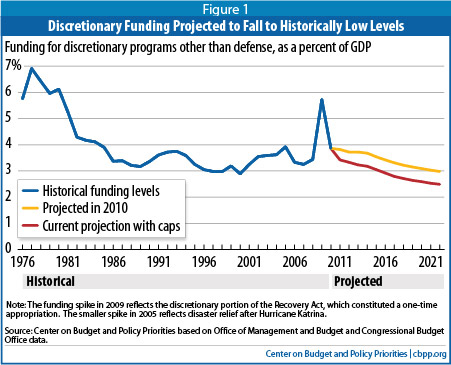 Figure 1
Discretionary Funding Projected to Fall to Historically Low Levels
Funding for discretionary programs other than defense, as a percent of GDP
7%
6
5
4
3
2
1
0
Historical funding levels
Projected in 2010
Current projection with caps
1976 1981 1986 1991 1996 2001 2006 2011 2016 2021
Historical Projected
Note: The funding spike in 2009 reflects the discretionary portion of the Recovery Act, which constituted a one-time
appropriation. The smaller spike in 2005 reflects disaster relief after Hurricane Katrina.
Source: Center on Budget and Policy Priorities based on Office of Management and Budget and Congressional Budget
Office data.
Center on Budget and Policy Priorities | cbpp.org